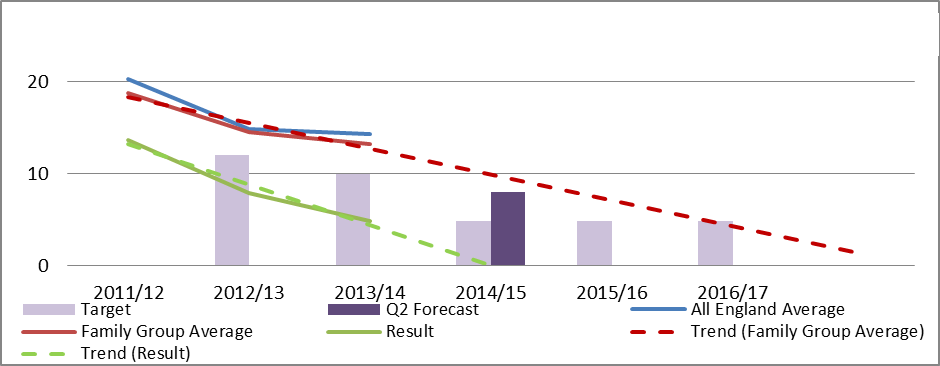 20
10
0
2011/12 2012/13 2013/14 2014/15 2015/16 2016/17
Target Q2 Forecast All England Average
Family Group Average Result Trend (Family Group Average)
Trend (Result)